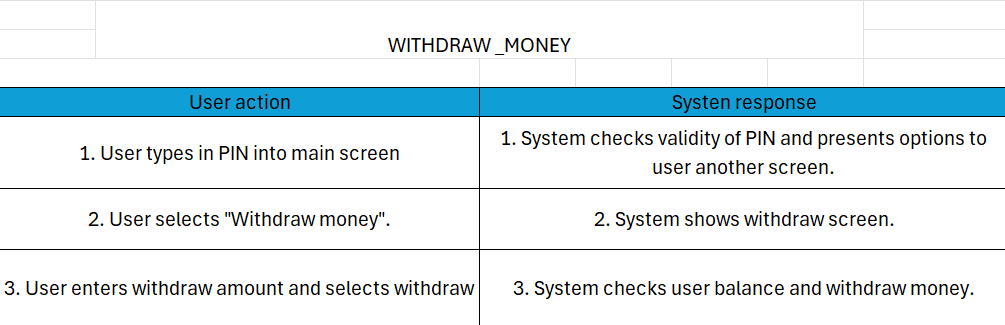 WITHDRAW _MONEY
User action
Systen response
1. User types in PIN into main screen
1. System checks validity of PIN and presents options to
user another screen.
2. User selects "Withdraw money".
2. System shows withdraw screen.
3. User enters withdraw amount and selects withdraw
3. System checks user balance and withdraw money.